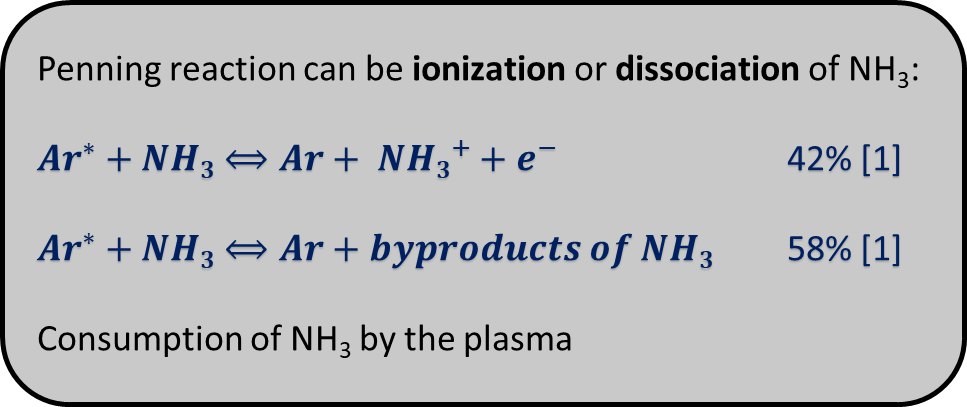 Penning reaction can be ionization or dissociation of NH₃:
Ar* + NH₃ ⇔ Ar + NH₃⁺ + e⁻ 42% [1]
Ar* + NH₃ ⇔ Ar + byproducts of NH₃ 58% [1]
Consumption of NH₃ by the plasma